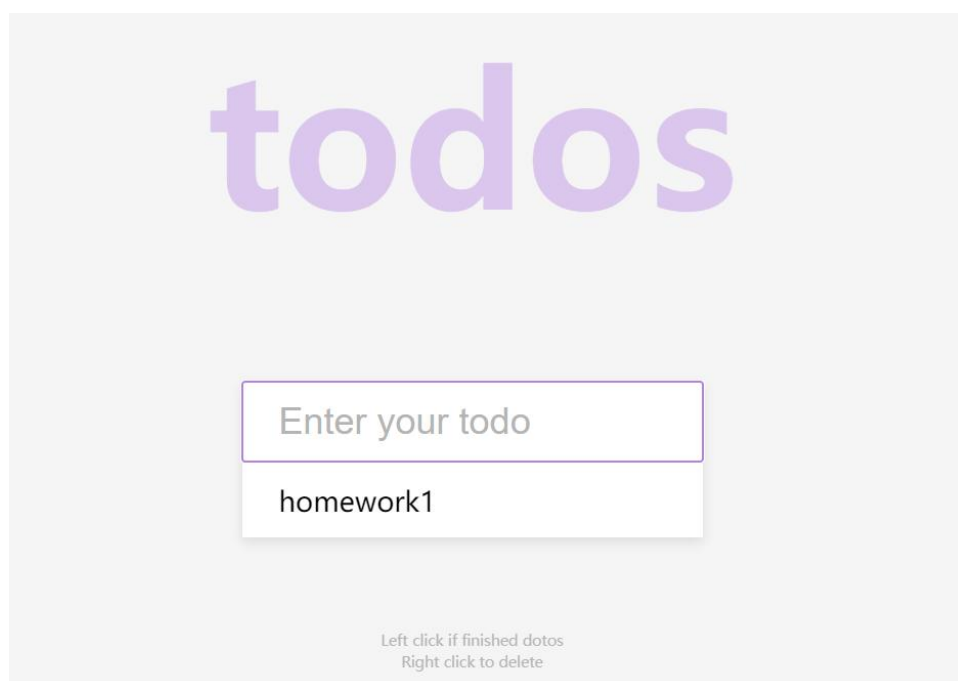 todos
Enter your todo
homework1
Left click if finished dotos
Right click to delete